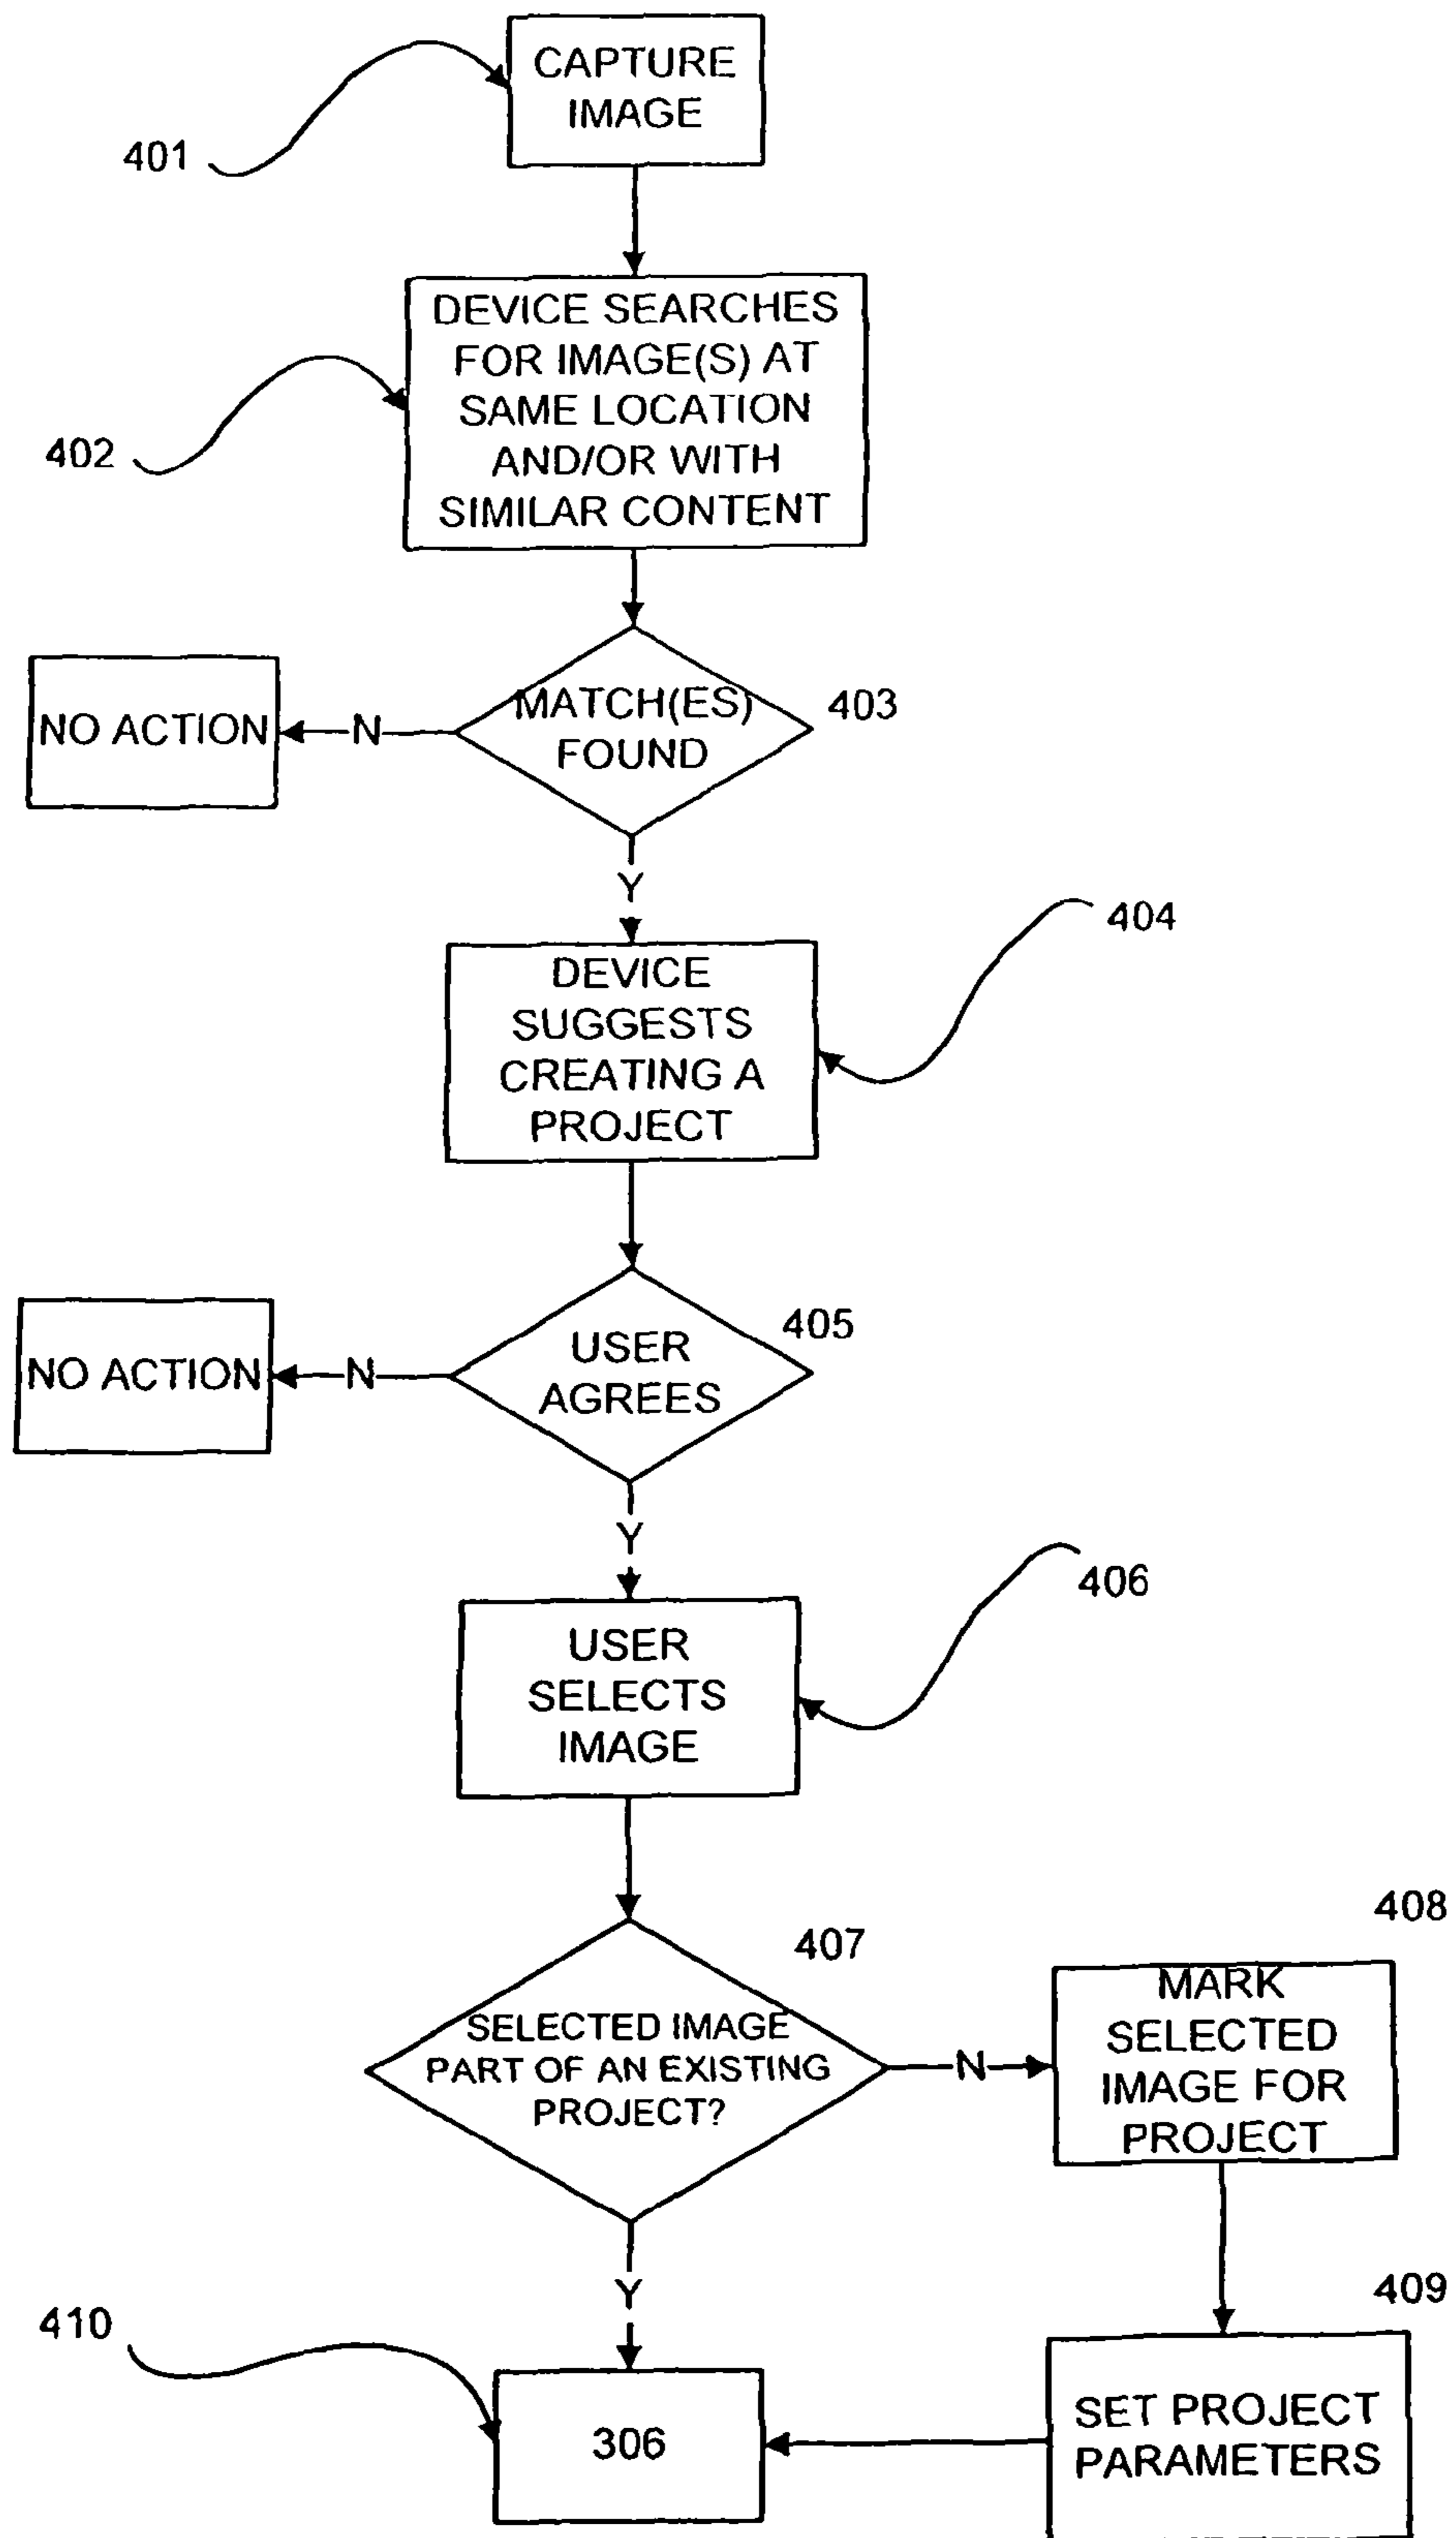 CAPTURE
IMAGE
401
DEVICE SEARCHES
FOR IMAGE(S) AT
SAME LOCATION
AND/OR WITH
SIMILAR CONTENT
402
MATCH(ES)
FOUND
403
N
NO ACTION
Y
DEVICE
SUGGESTS
CREATING A
PROJECT
404
USER
AGREES
405
N
NO ACTION
Y
USER
SELECTS
IMAGE
406
SELECTED IMAGE
PART OF AN EXISTING
PROJECT?
407
N
408
MARK
SELECTED
IMAGE FOR
PROJECT
Y
409
SET PROJECT
PARAMETERS
410
306